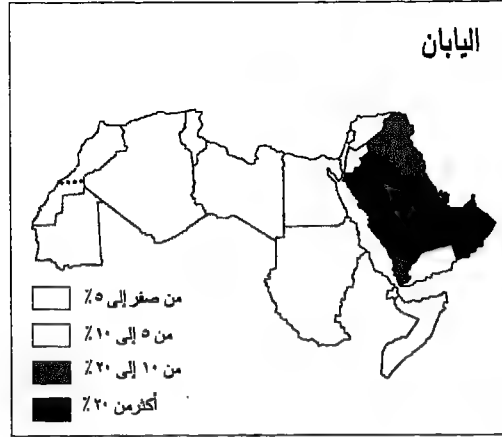 اليابان
من صفر إلى ٥٪
من ٥ إلى ١٠٪
من ١٠ إلى ٢٠٪
أكثر من ٢٠٪